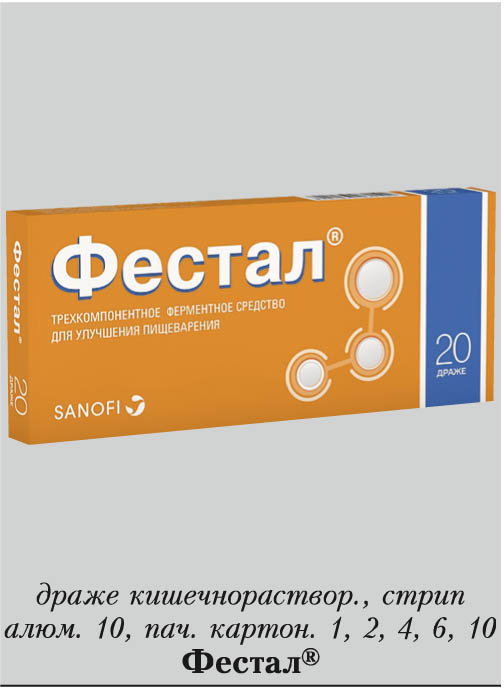 Фестал®
ТРЕХКОМПОНЕНТНОЕ ФЕРМЕНТНОЕ СРЕДСТВО
ДЛЯ УЛУЧШЕНИЯ ПИЩЕВАРЕНИЯ
SANOFI
20
ДРАЖЕ
Фестал®
20
ДРАЖЕ
драже кишечнораствор., стрип
алюм. 10, пач. картон. 1, 2, 4, 6, 10
Фестал®